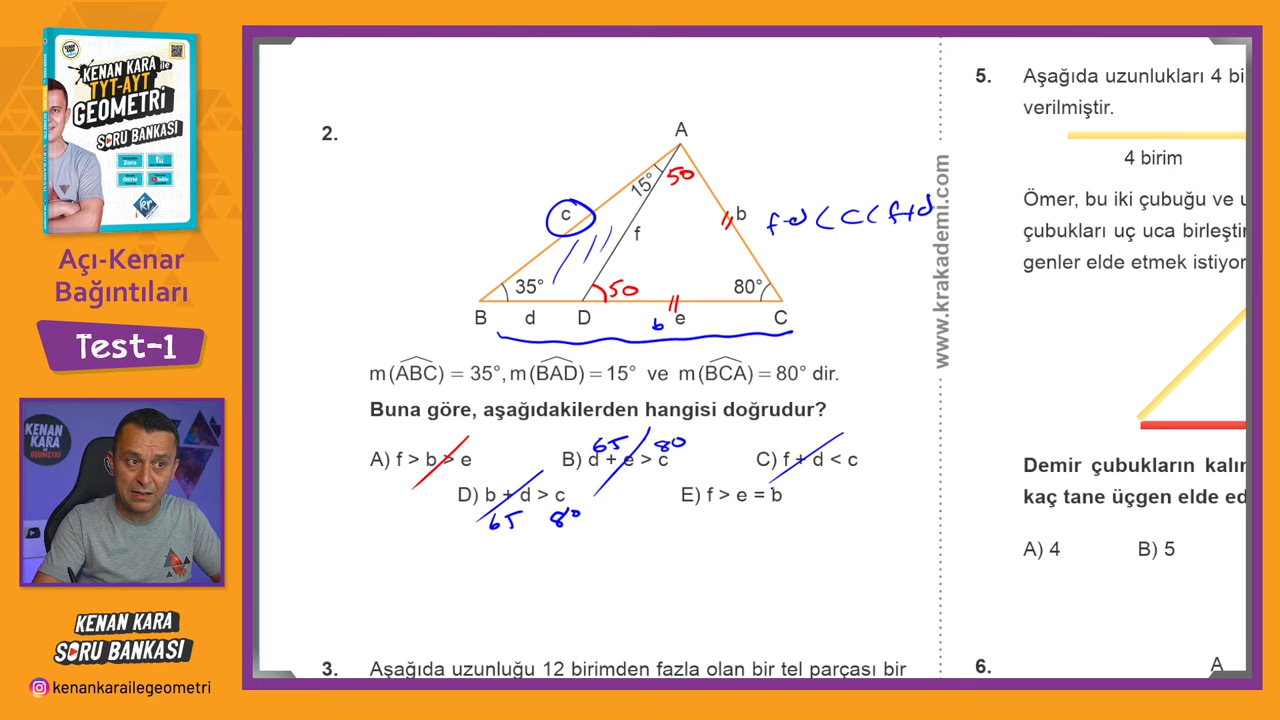 KENAN KARA ile
TYT-AYT
GEOMETRİ
SORU BANKASI
Açı-Kenar
Bağıntıları
Test-1
KENAN
KARA
KENAN KARA
SORU BANKASI
kenankarailegeometri
2.
A
15°
50
c
b
f-d < c < f+d
f
35°
50
80°
B
d
D
b
e
C
m(ABC) = 35°, m(BAD) = 15° ve m(BCA) = 80° dir.
Buna göre, aşağıdakilerden hangisi doğrudur?
65 80
A) f > b > e
B) d + e > c
C) f + d < c
D) b + d > c
E) f > e = b
65 80
3.
Aşağıda uzunluğu 12 birimden fazla olan bir tel parçası bir
www.krakademi.com
5.
Aşağıda uzunlukları 4 bi
verilmiştir.
4 birim
Ömer, bu iki çubuğu ve u
çubukları uç uca birleştir
genler elde etmek istiyor
Demir çubukların kalın
kaç tane üçgen elde ed
A) 4
B) 5
6.
A